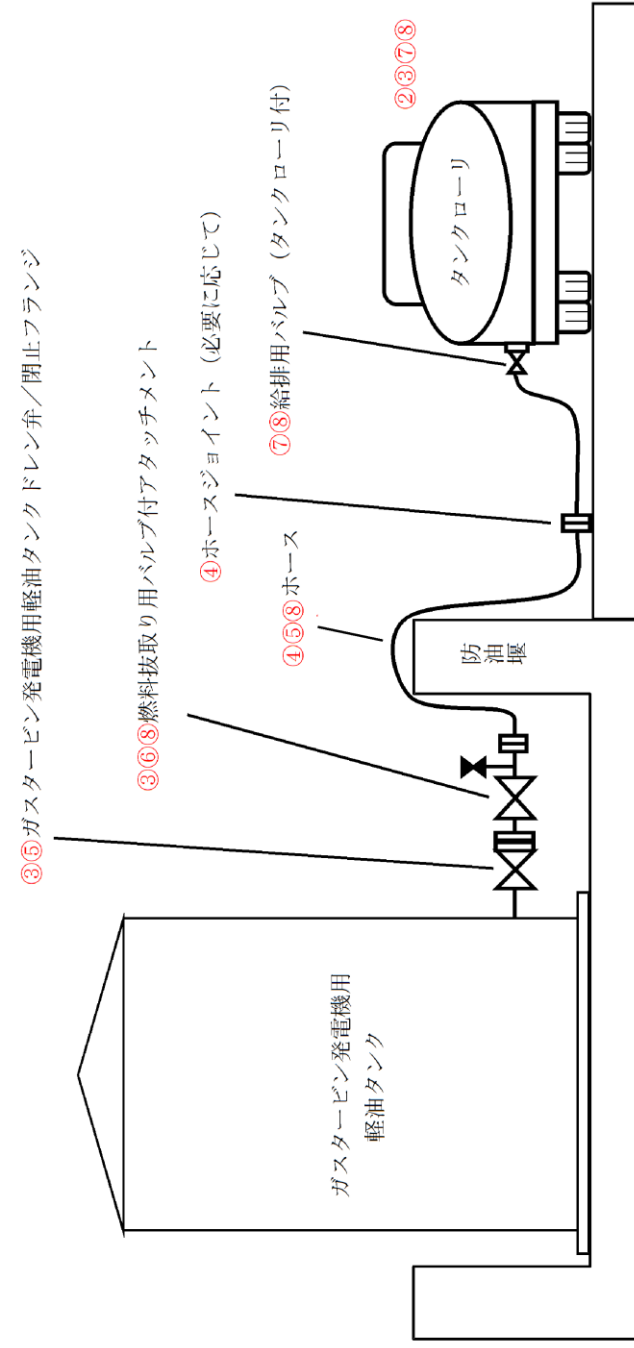 ③⑤ガスタービン発電機用軽油タンクドレン弁／閉止フランジ
③⑥⑧燃料抜取り用バルブ付アタッチメント
④ホースジョイント（必要に応じて）
⑦⑧給排用バルブ（タンクローリ付）
④⑤⑧ホース
②③⑦⑧
タンクローリ
防
油
堰
ガスタービン発電機用
軽油タンク